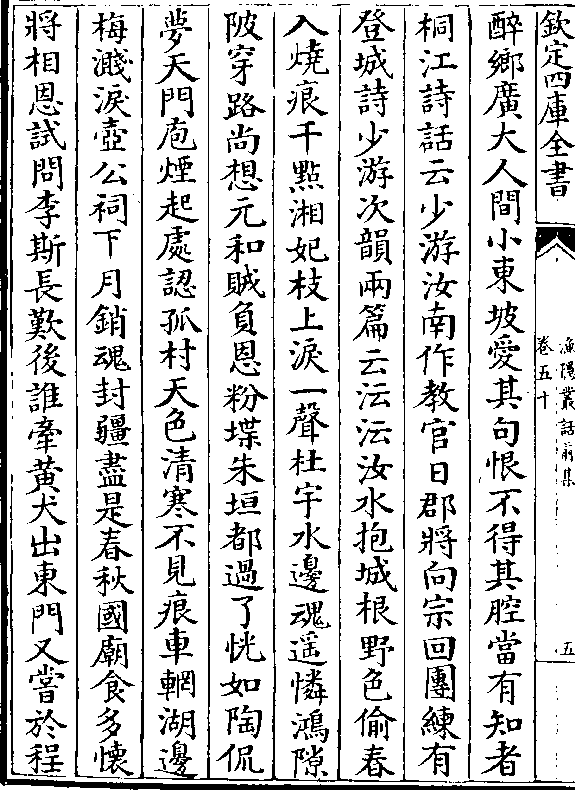 欽定四庫全書
漁隱叢話前集
卷五十
五
醉鄉廣大人間小東坡愛其句恨不得其腔當有知者
桐江詩話云少游汝南作教官日郡將向宗回團練有
登城詩少游次韻兩篇云沄沄汝水抱城根野色偷春
入燒痕千點湘妃枝上淚一聲杜宇水邊魂遥憐鴻隙
陂穿路尚想元和賊負恩粉堞朱垣都過了恍如陶侃
夢天門庖煙起處認孤村天色清寒不見痕車輞湖邊
梅濺淚壺公祠下月銷魂封疆盡是春秋國廟食多懷
將相恩試問李斯長歎後誰牽黃犬出東門又嘗於程